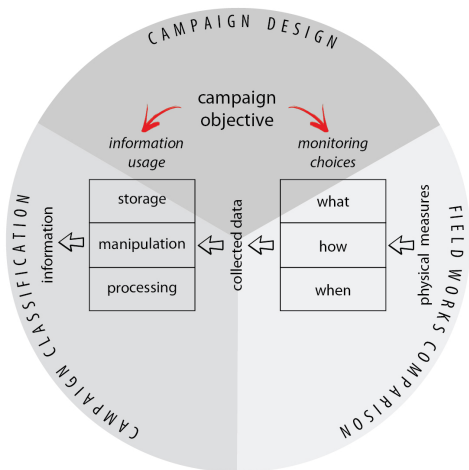 CAMPAIGN DESIGN
campaign
objective
information
usage
monitoring
choices
storage
manipulation
processing
what
how
when
information
collected data
physical measures
CAMPAIGN CLASSIFICATION
FIELD WORKS COMPARISON